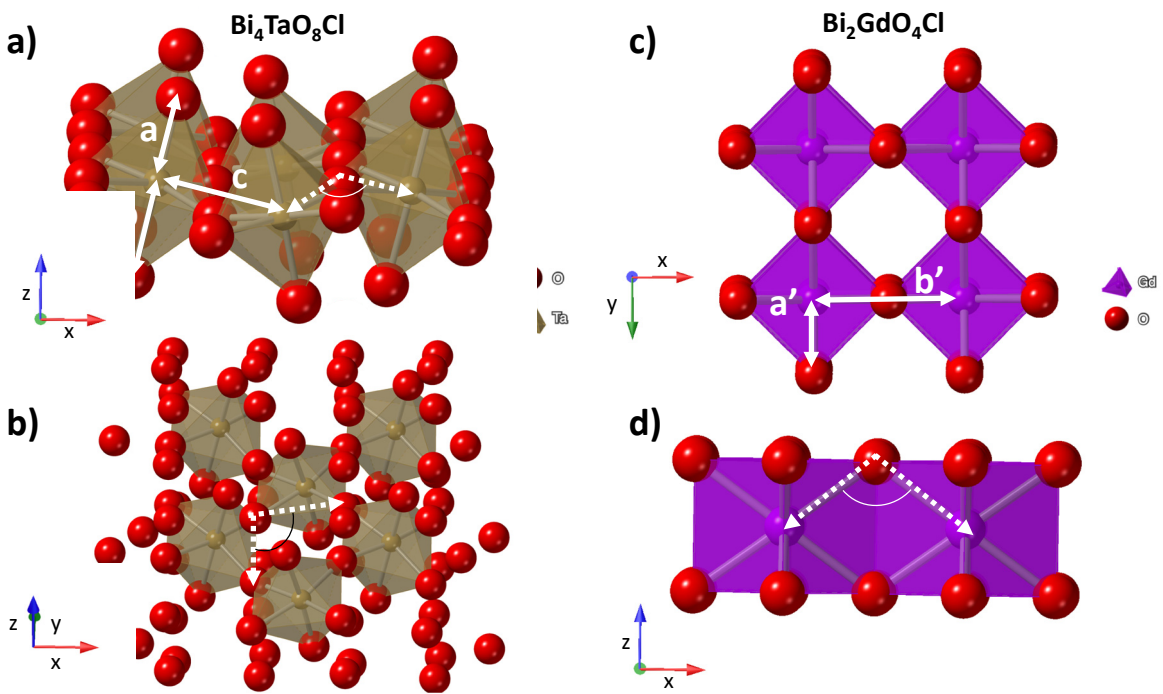 Bi₄TaO₈Cl
a)
a
c
z
x
O
Ta
b)
z
y
x
Bi₂GdO₄Cl
c)
x
y
a’
b’
Gd
O
d)
z
x